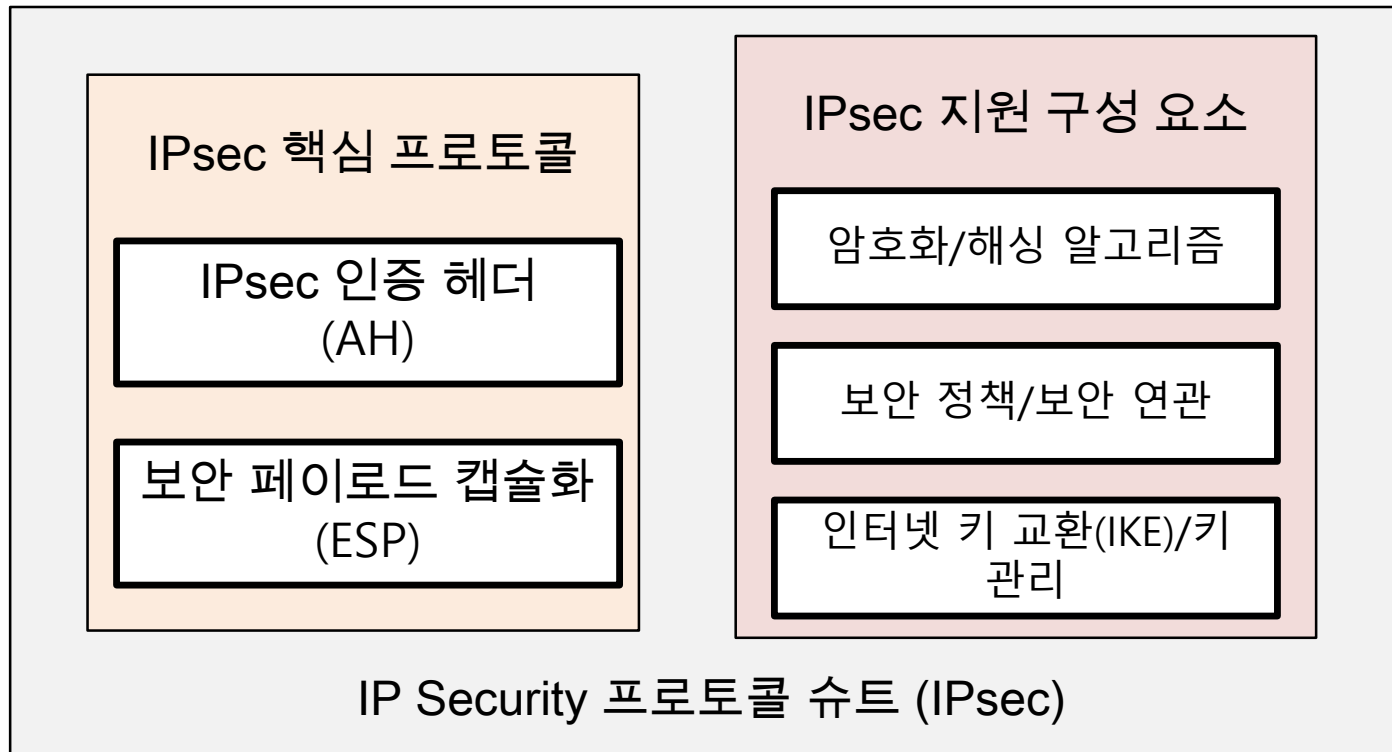 IPsec 핵심 프로토콜
IPsec 인증 헤더
(AH)
보안 페이로드 캡슐화
(ESP)
IPsec 지원 구성 요소
암호화/해싱 알고리즘
보안 정책/보안 연관
인터넷 키 교환(IKE)/키
관리
IP Security 프로토콜 슈트 (IPsec)